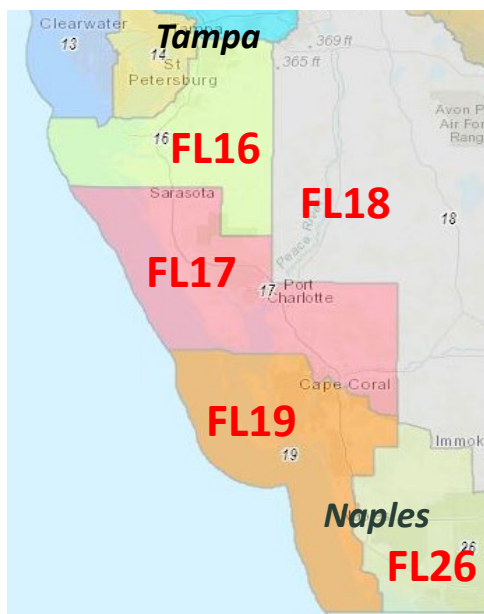 Clearwater
Tampa
13
14
St
Petersburg
369 ft
365 ft
Avon P
Air For
Rang
16
FL16
Sarasota
FL18
18
Peace River
FL17
17
Port
Charlotte
Cape Coral
FL19
19
Immok
Naples
26
FL26